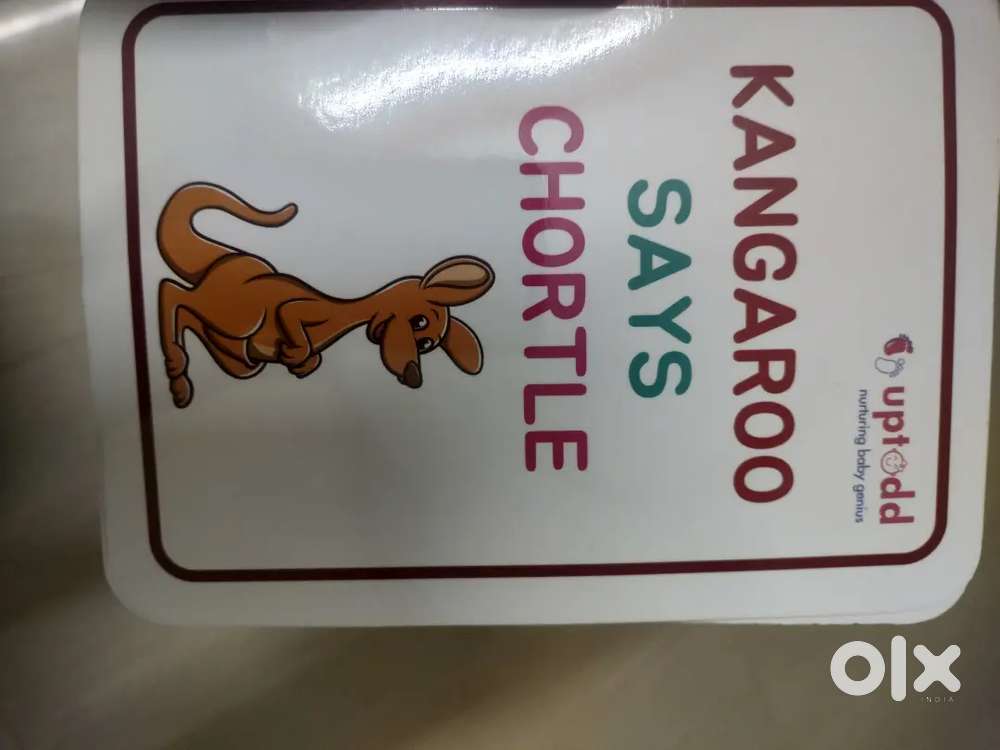 uptodd
nurturing baby genius
KANGAROO
SAYS
CHORTLE
olx
INDIA